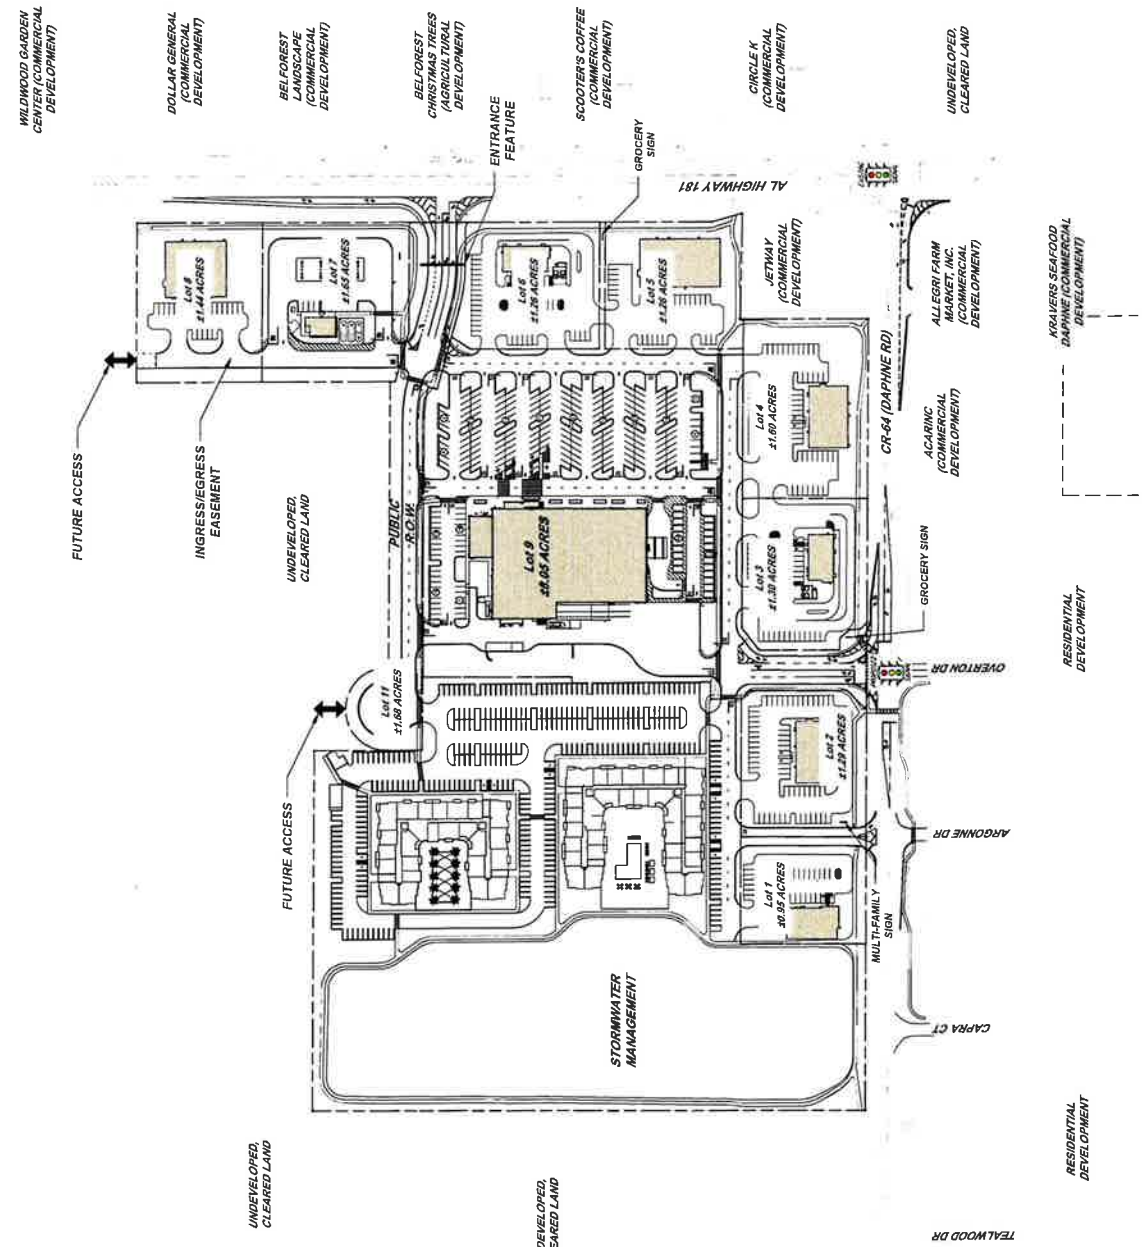 WILDWOOD GARDEN
CENTER (COMMERCIAL
DEVELOPMENT)
DOLLAR GENERAL
(COMMERCIAL
DEVELOPMENT)
BELFOREST
LANDSCAPE
(COMMERCIAL
DEVELOPMENT)
BELFOREST
CHRISTMAS TREES
(AGRICULTURAL
DEVELOPMENT)
SCOOTER'S COFFEE
(COMMERCIAL
DEVELOPMENT)
CIRCLE K
(COMMERCIAL
DEVELOPMENT)
UNDEVELOPED,
CLEARED LAND
ENTRANCE
FEATURE
GROCERY
SIGN
AL HIGHWAY 181
Lot 8
±1.44 ACRES
Lot 7
±1.65 ACRES
Lot 6
±1.26 ACRES
Lot 5
±1.26 ACRES
JETWAY
(COMMERCIAL
DEVELOPMENT)
ALLEGRI FARM
MARKET, INC.
(COMMERCIAL
DEVELOPMENT)
KRAVERS SEAFOOD
DAPHNE (COMMERCIAL
DEVELOPMENT)
FUTURE ACCESS
INGRESS/EGRESS
EASEMENT
UNDEVELOPED,
CLEARED LAND
PUBLIC
R.O.W.
Lot 4
±1.60 ACRES
CR-64 (DAPHNE RD)
ACARINC
(COMMERCIAL
DEVELOPMENT)
Lot 9
±8.05 ACRES
Lot 3
±1.30 ACRES
GROCERY SIGN
RESIDENTIAL
DEVELOPMENT
OVERTON DR
FUTURE ACCESS
Lot 11
±1.68 ACRES
Lot 2
±1.29 ACRES
ARGONNE DR
Lot 1
±0.95 ACRES
MULTI-FAMILY
SIGN
STORMWATER
MANAGEMENT
CAPRA CT
RESIDENTIAL
DEVELOPMENT
UNDEVELOPED,
CLEARED LAND
DEVELOPED,
EARED LAND
TEALWOOD DR